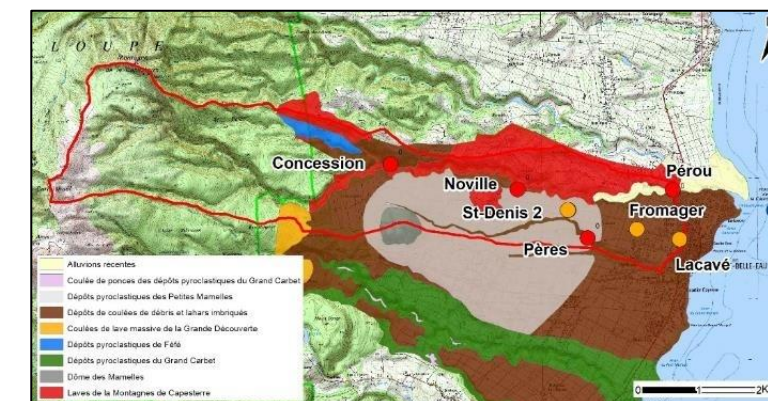 LOUPE
Concession
Noville
Pérou
St-Denis 2
Fromager
Pères
Lacavé
-BELLE-EAU
Alluvions récentes
Coulée de ponces des dépôts pyroclastiques du Grand Carbet
Dépôts pyroclastiques des Petites Mamelles
Dépôts de coulées de débris et lahars imbriqués
Coulées de lave massive de la Grande Découverte
Dépôts pyroclastiques de Féfé
Dépôts pyroclastiques du Grand Carbet
Dôme des Mamelles
Laves de la Montagnes de Capesterre
0 1 2K